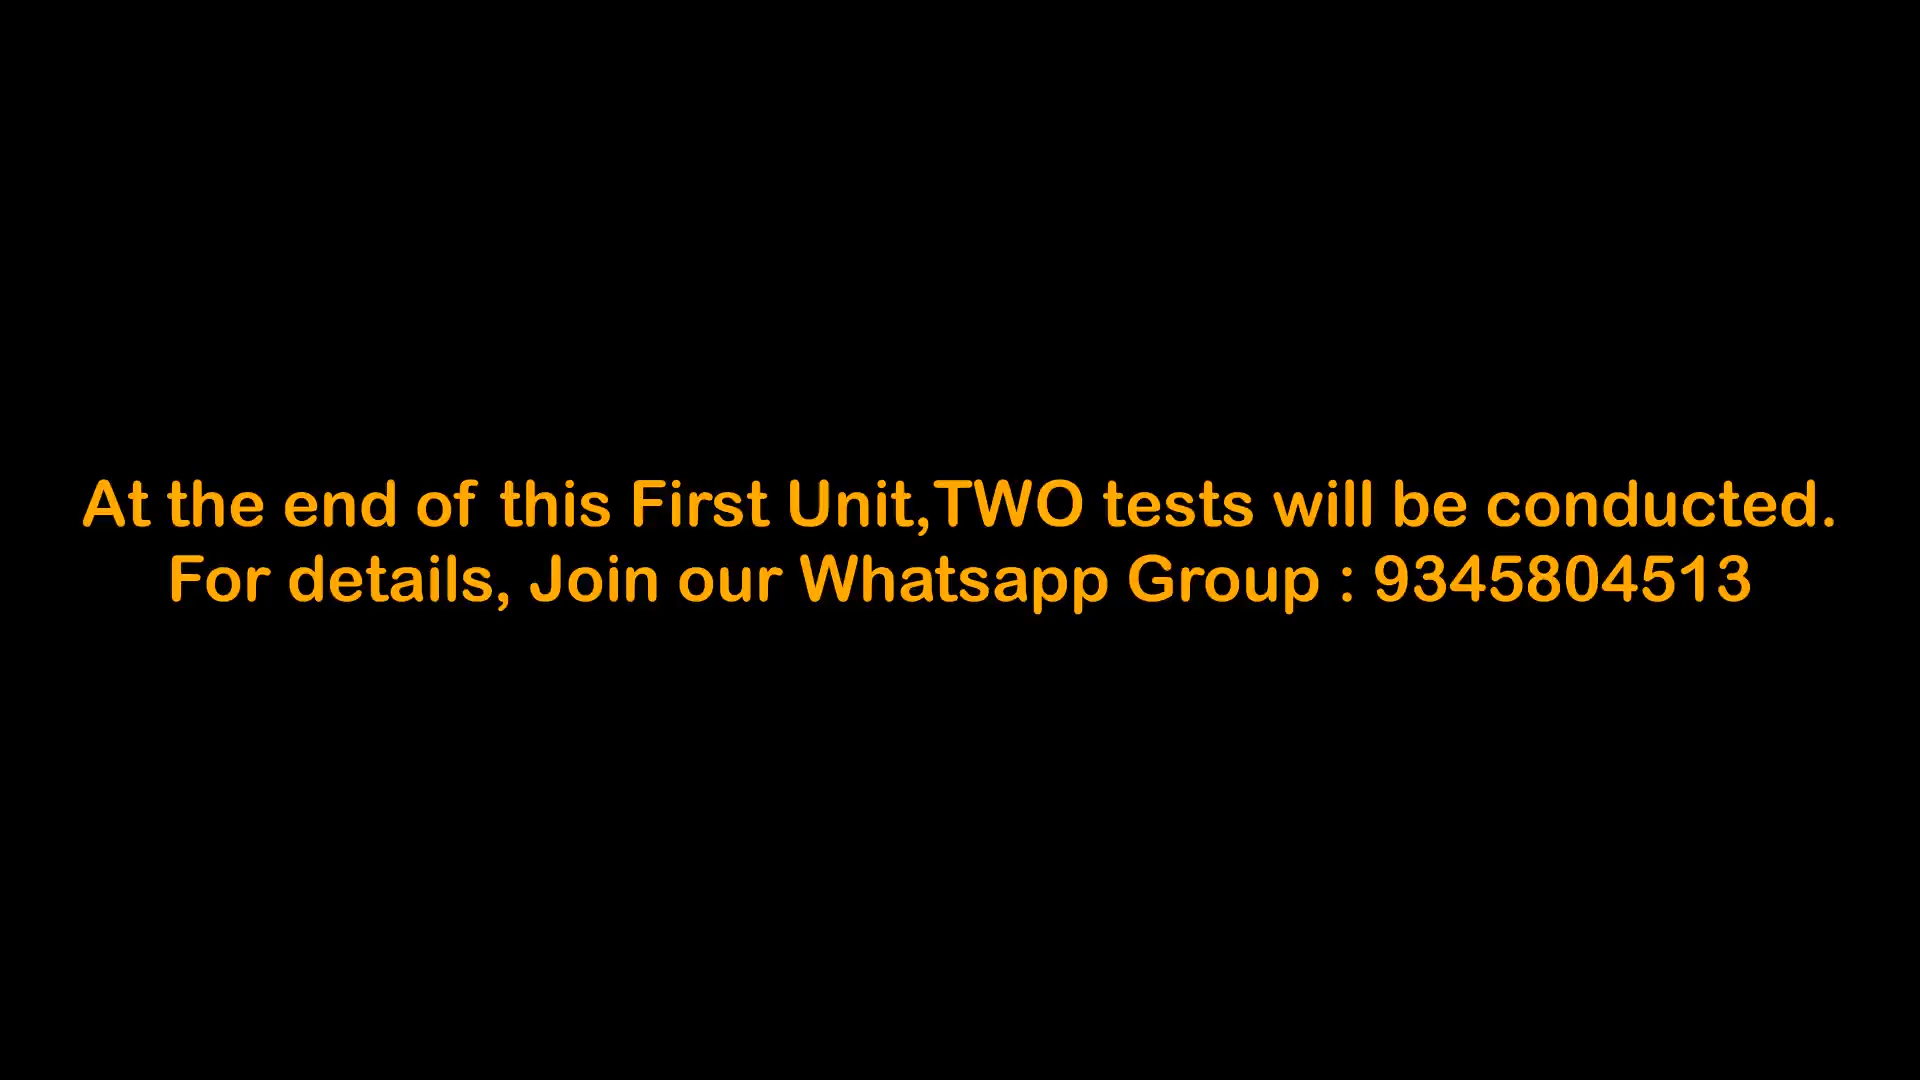 At the end of this First Unit,TWO tests will be conducted.
For details, Join our Whatsapp Group : 9345804513